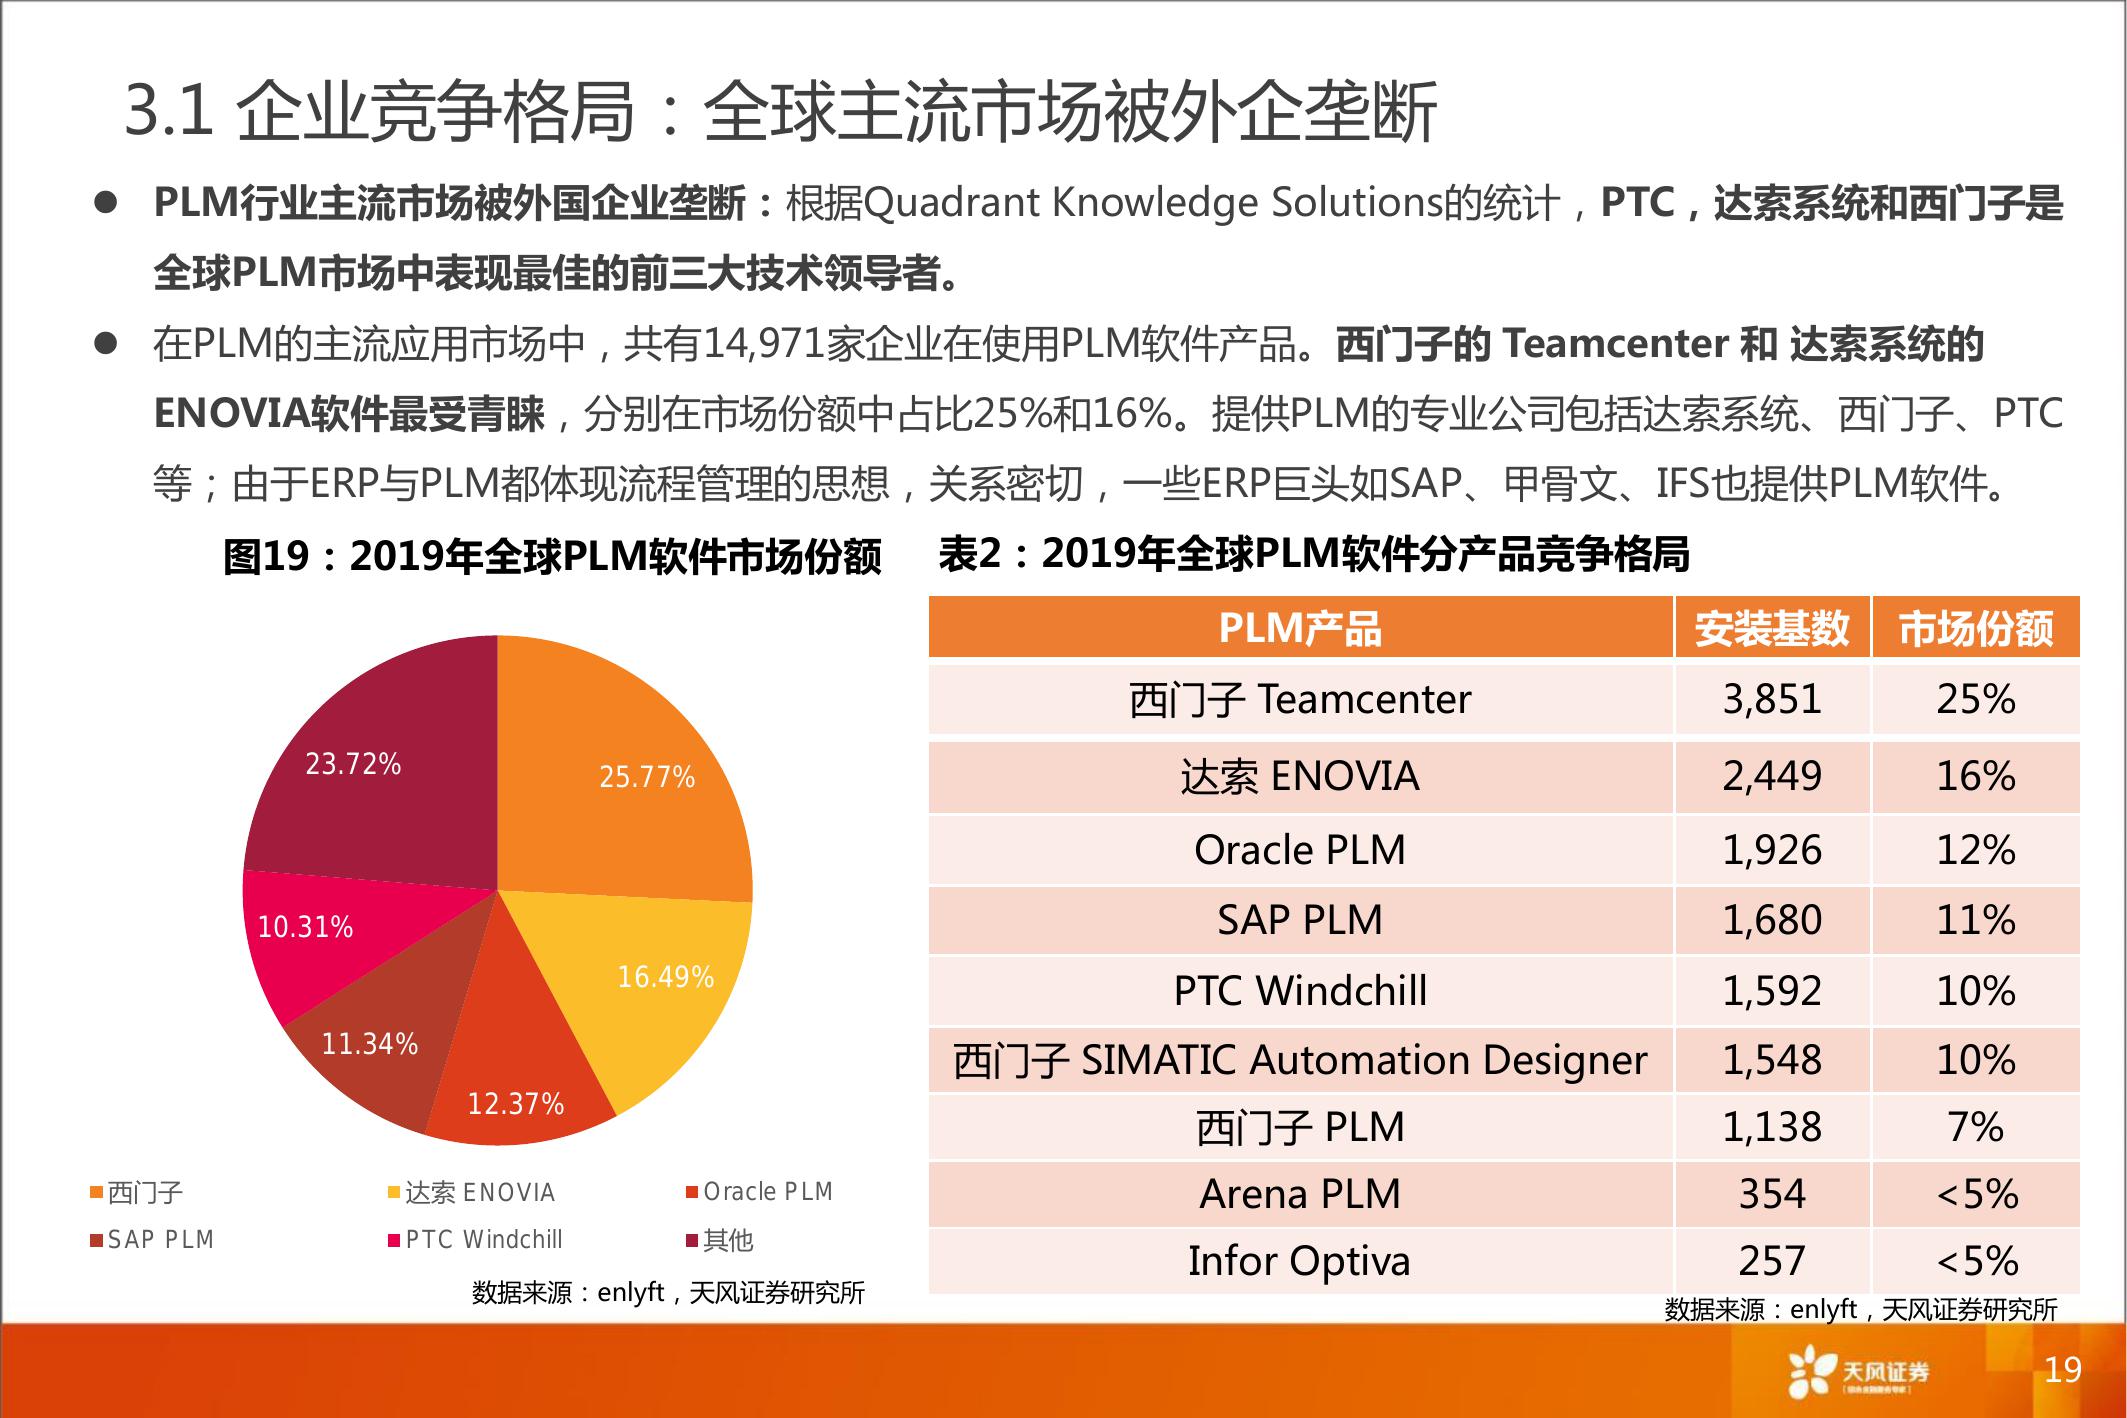 3.1 企业竞争格局：全球主流市场被外企垄断
● PLM行业主流市场被外国企业垄断：根据Quadrant Knowledge Solutions的统计，PTC，达索系统和西门子是
全球PLM市场中表现最佳的前三大技术领导者。
● 在PLM的主流应用市场中，共有14,971家企业在使用PLM软件产品。西门子的 Teamcenter 和 达索系统的
ENOVIA软件最受青睐，分别在市场份额中占比25%和16%。提供PLM的专业公司包括达索系统、西门子、PTC
等；由于ERP与PLM都体现流程管理的思想，关系密切，一些ERP巨头如SAP、甲骨文、IFS也提供PLM软件。
图19：2019年全球PLM软件市场份额
23.72%
25.77%
10.31%
16.49%
11.34%
12.37%
西门子 达索 ENOVIA Oracle PLM
SAP PLM PTC Windchill 其他
数据来源：enlyft，天风证券研究所
表2：2019年全球PLM软件分产品竞争格局
PLM产品 安装基数 市场份额
西门子 Teamcenter 3,851 25%
达索 ENOVIA 2,449 16%
Oracle PLM 1,926 12%
SAP PLM 1,680 11%
PTC Windchill 1,592 10%
西门子 SIMATIC Automation Designer 1,548 10%
西门子 PLM 1,138 7%
Arena PLM 354 <5%
Infor Optiva 257 <5%
数据来源：enlyft，天风证券研究所
天风证券
19